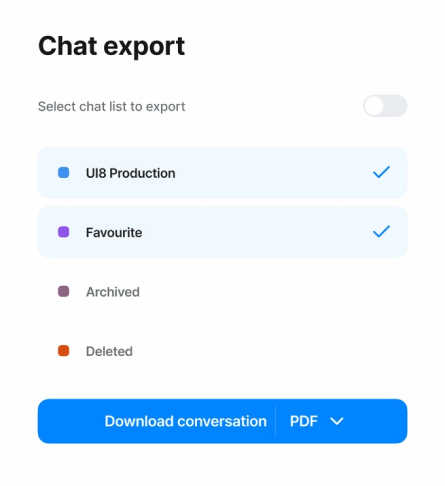 Chat export
Select chat list to export
UI8 Production
Favourite
Archived
Deleted
Download conversation PDF